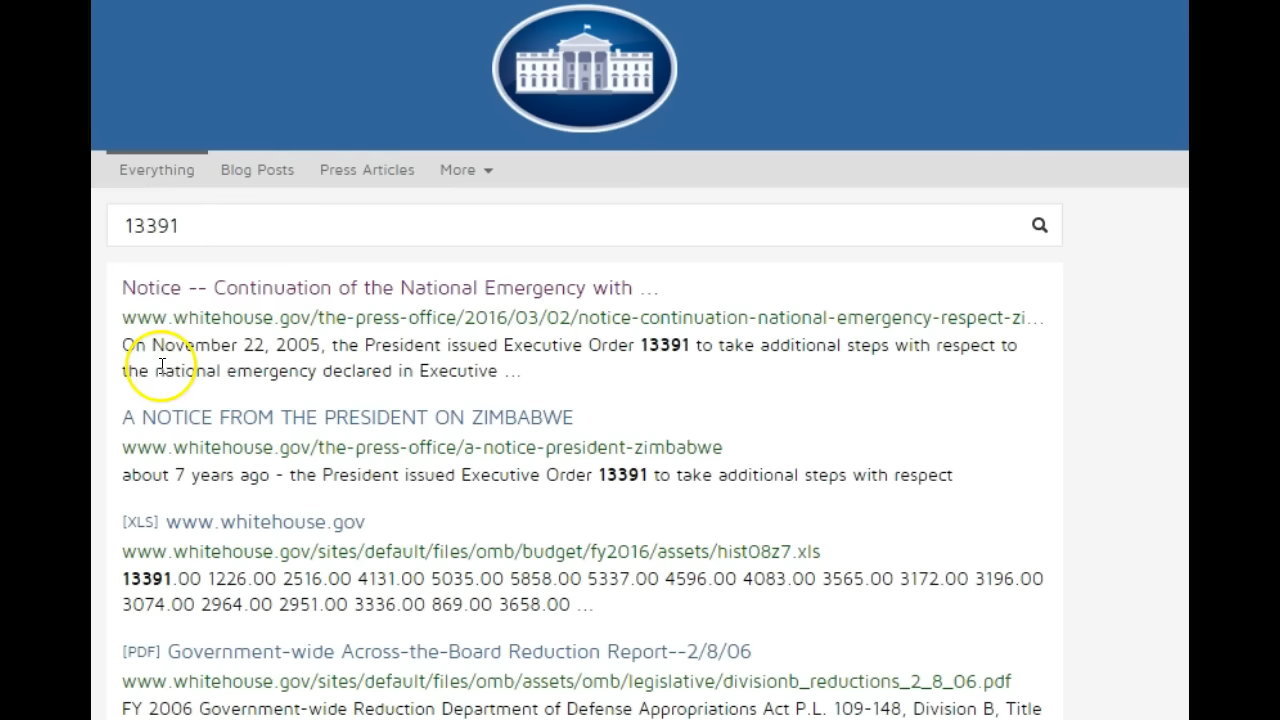 Everything Blog Posts Press Articles More
13391
Notice -- Continuation of the National Emergency with ...
www.whitehouse.gov/the-press-office/2016/03/02/notice-continuation-national-emergency-respect-zi...
On November 22, 2005, the President issued Executive Order 13391 to take additional steps with respect to
the national emergency declared in Executive ...
A NOTICE FROM THE PRESIDENT ON ZIMBABWE
www.whitehouse.gov/the-press-office/a-notice-president-zimbabwe
about 7 years ago - the President issued Executive Order 13391 to take additional steps with respect
[XLS] www.whitehouse.gov
www.whitehouse.gov/sites/default/files/omb/budget/fy2016/assets/hist08z7.xls
13391.00 1226.00 2516.00 4131.00 5035.00 5858.00 5337.00 4596.00 4083.00 3565.00 3172.00 3196.00
3074.00 2964.00 2951.00 3336.00 869.00 3658.00 ...
[PDF] Government-wide Across-the-Board Reduction Report--2/8/06
www.whitehouse.gov/sites/default/files/omb/assets/omb/legislative/divisionb_reductions_2_8_06.pdf
FY 2006 Government-wide Reduction Department of Defense Appropriations Act P.L. 109-148, Division B, Title